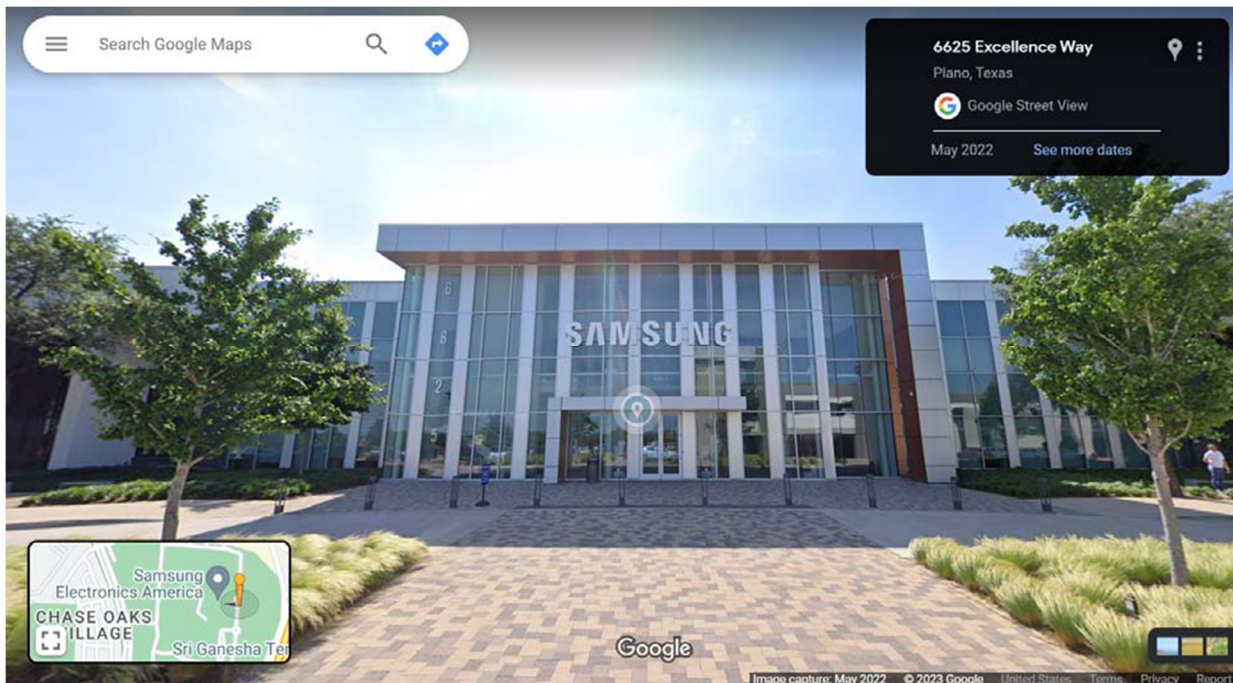 Search Google Maps
6625 Excellence Way
Plano, Texas
G Google Street View
May 2022 See more dates
6
6
2
5
SAMSUNG
Samsung
Electronics America
CHASE OAKS
VILLAGE
Sri Ganesha Te
Google
Image capture: May 2022 © 2023 Google United States Terms Privacy Report